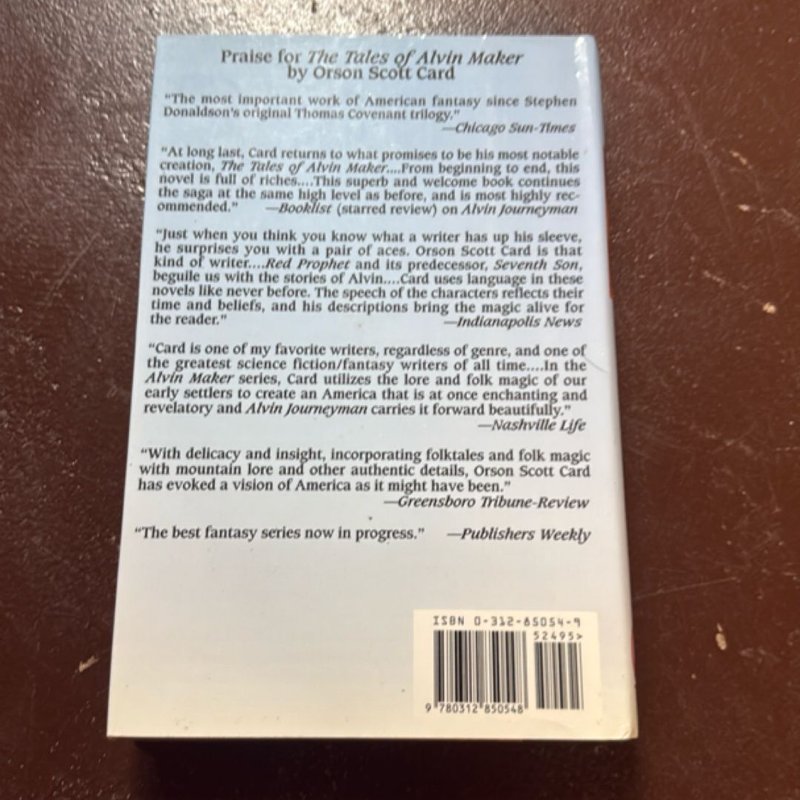 Praise for The Tales of Alvin Maker
by Orson Scott Card
“The most important work of American fantasy since Stephen
Donaldson's original Thomas Covenant trilogy.”
—Chicago Sun-Times
“At long last, Card returns to what promises to be his most notable
creation, The Tales of Alvin Maker....From beginning to end, this
novel is full of riches....This superb and welcome book continues
the saga at the same high level as before, and is most highly rec-
ommended.” —Booklist (starred review) on Alvin Journeyman
“Just when you think you know what a writer has up his sleeve,
he surprises you with a pair of aces. Orson Scott Card is that
kind of writer....Red Prophet and its predecessor, Seventh Son,
beguile us with the stories of Alvin....Card uses language in these
novels like never before. The speech of the characters reflects their
time and beliefs, and his descriptions bring the magic alive for
the reader.” —Indianapolis News
“Card is one of my favorite writers, regardless of genre, and one of
the greatest science fiction/fantasy writers of all time....In the
Alvin Maker series, Card utilizes the lore and folk magic of our
early settlers to create an America that is at once enchanting and
revelatory and Alvin Journeyman carries it forward beautifully.”
—Nashville Life
“With delicacy and insight, incorporating folktales and folk magic
with mountain lore and other authentic details, Orson Scott Card
has evoked a vision of America as it might have been.”
—Greensboro Tribune-Review
“The best fantasy series now in progress.” —Publishers Weekly
ISBN 0-312-85054-9
52495>
9 780312 850548